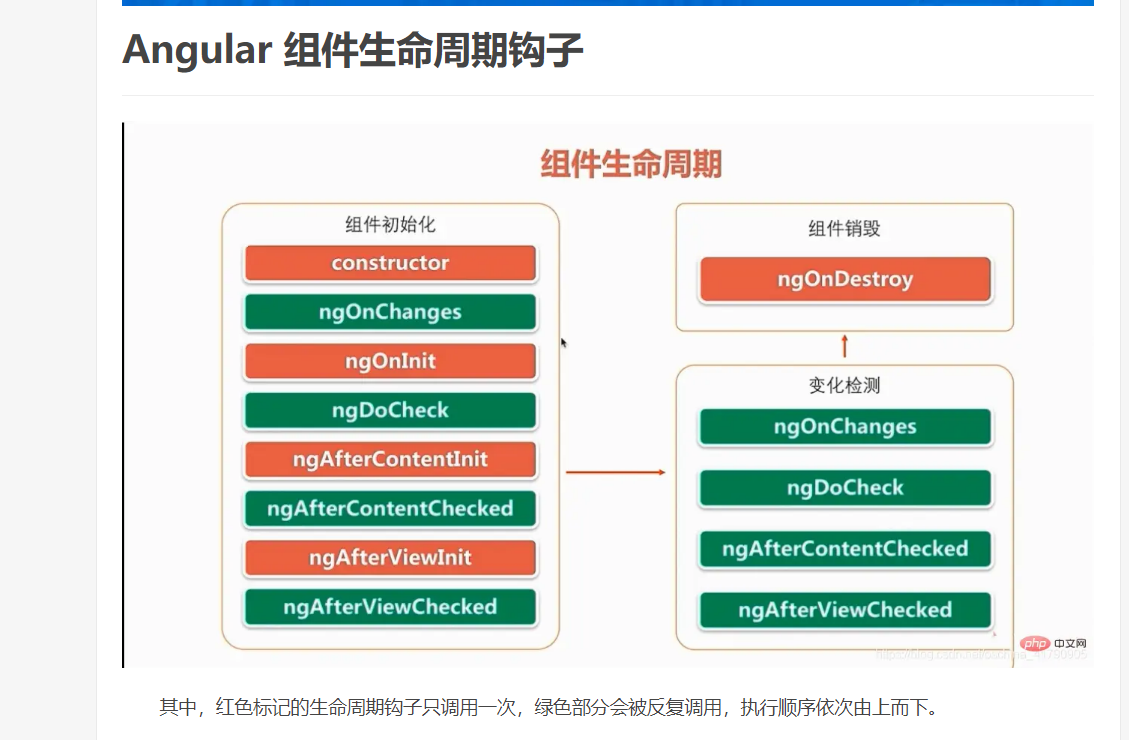 Angular 组件生命周期钩子
组件生命周期
组件初始化
constructor
ngOnChanges
ngOnInit
ngDoCheck
ngAfterContentInit
ngAfterContentChecked
ngAfterViewInit
ngAfterViewChecked
组件销毁
ngOnDestroy
变化检测
ngOnChanges
ngDoCheck
ngAfterContentChecked
ngAfterViewChecked
php 中文网
其中，红色标记的生命周期钩子只调用一次，绿色部分会被反复调用，执行顺序依次由上而下。